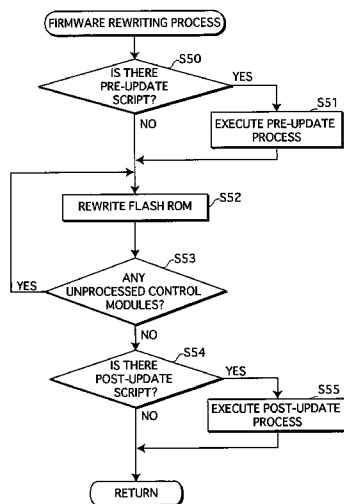 FIRMWARE REWRITING PROCESS
S50
IS THERE
PRE-UPDATE
SCRIPT?
YES
S51
EXECUTE PRE-UPDATE
PROCESS
NO
S52
REWRITE FLASH ROM
S53
ANY
UNPROCESSED CONTROL
MODULES?
YES
NO
S54
IS THERE
POST-UPDATE
SCRIPT?
YES
S55
EXECUTE POST-UPDATE
PROCESS
NO
RETURN